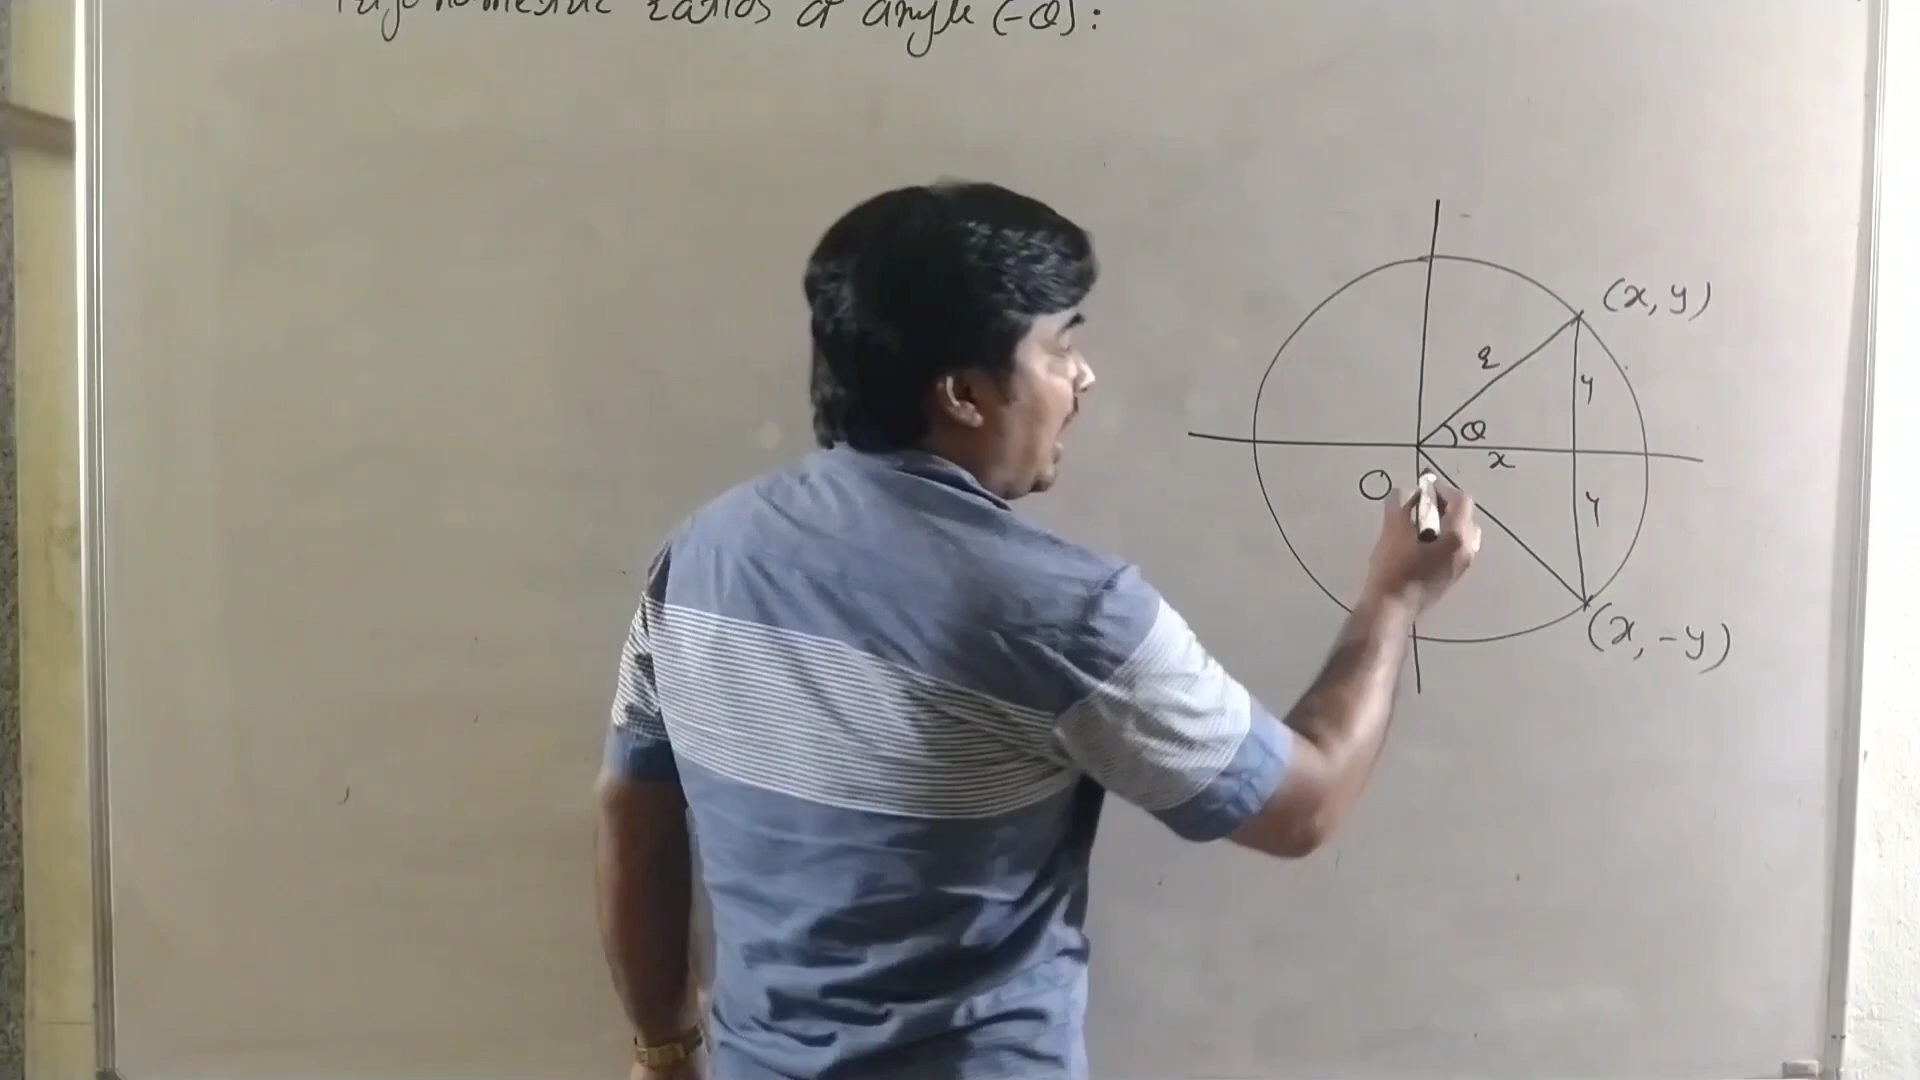 Trigonometric ratios of angle (-θ):
(x, y)
r
y
θ
x
O
y
(x, -y)